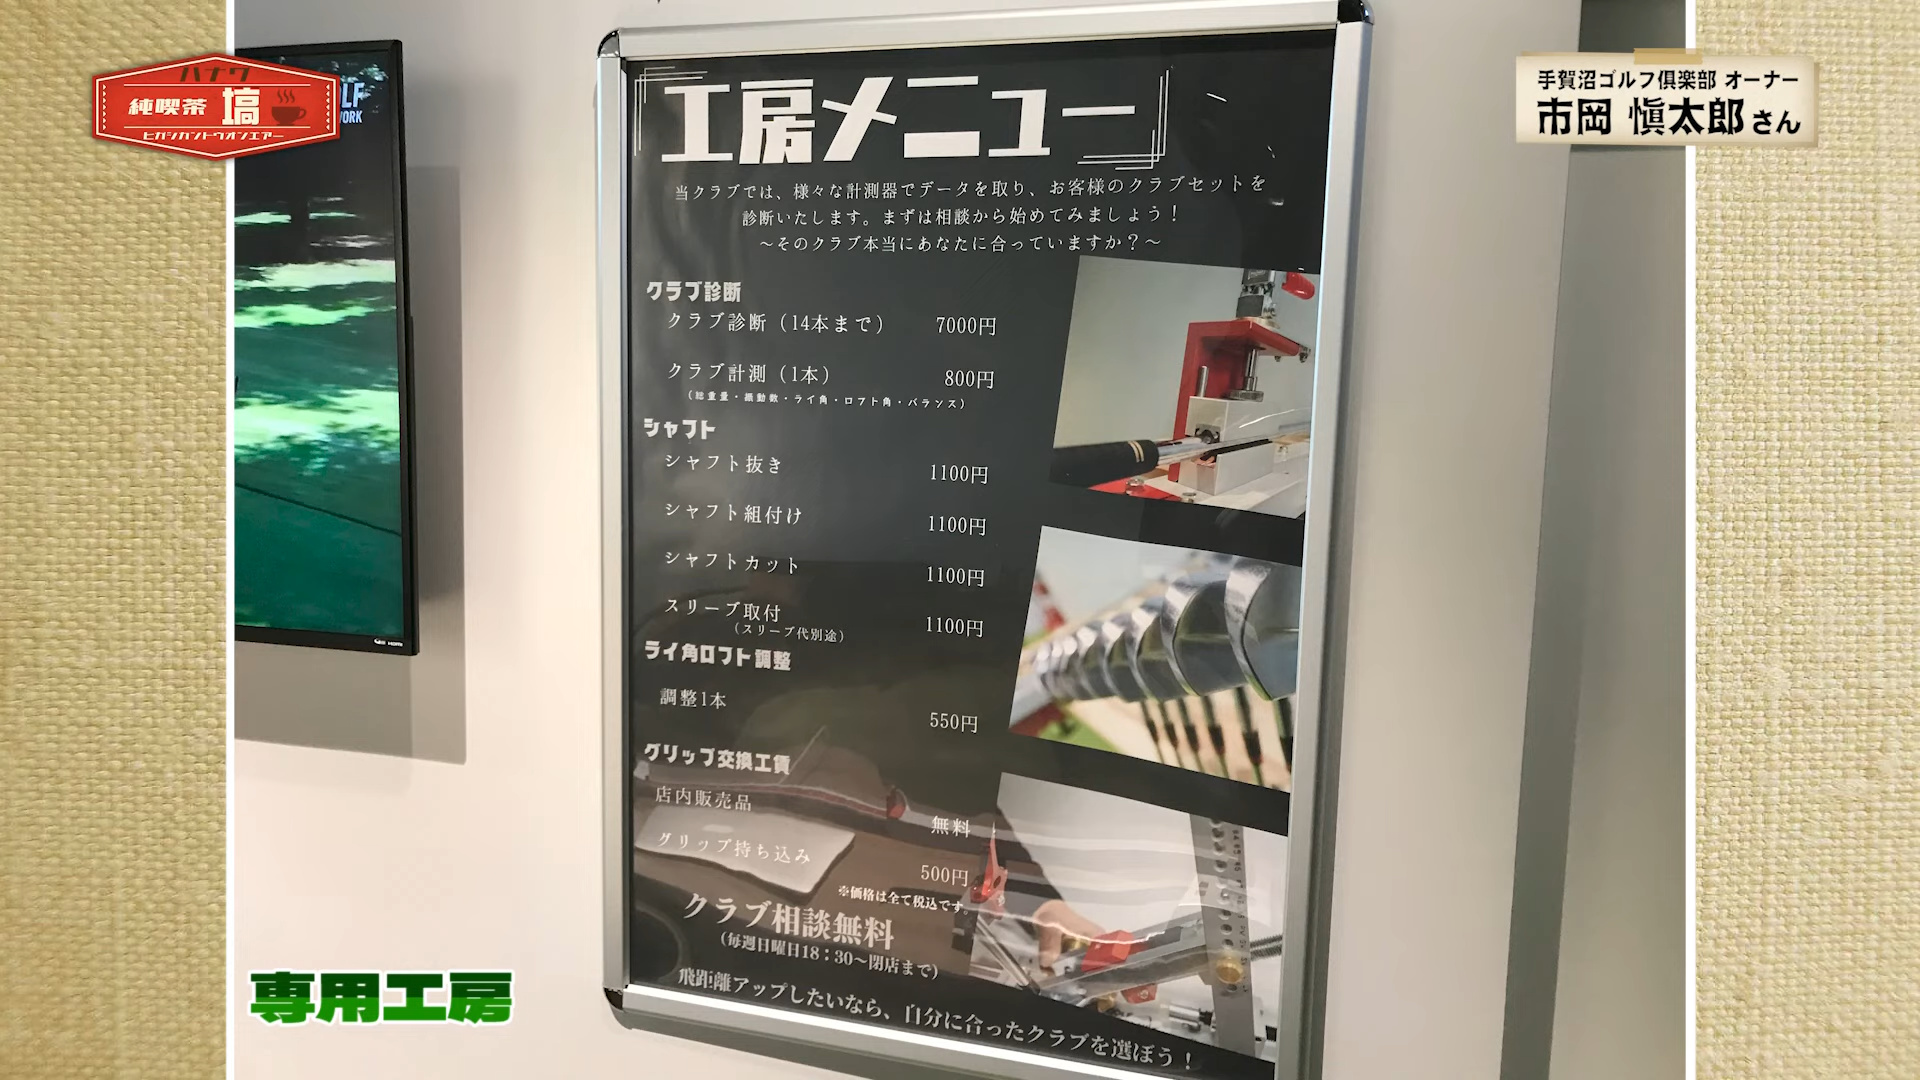 ハナワ
純喫茶 塙
ヒガシカントウオンエアー
手賀沼ゴルフ倶楽部 オーナー
市岡 愼太郎さん
LF
WORK
工房メニュー
当クラブでは、様々な計測器でデータを取り、お客様のクラブセットを
診断いたします。まずは相談から始めてみましょう！
～そのクラブ本当にあなたに合っていますか？～
クラブ診断
クラブ診断（14本まで） 7000円
クラブ計測（1本） 800円
（総重量・振動数・ライ角・ロフト角・バランス）
シャフト
シャフト抜き 1100円
シャフト組付け 1100円
シャフトカット 1100円
スリーブ取付 1100円
（スリーブ代別途）
ライ角ロフト調整
調整1本 550円
グリップ交換工賃
店内販売品 無料
グリップ持ち込み 500円
※価格は全て税込です。
クラブ相談無料
（毎週日曜日18：30～閉店まで）
飛距離アップしたいなら、自分に合ったクラブを選ぼう！
専用工房